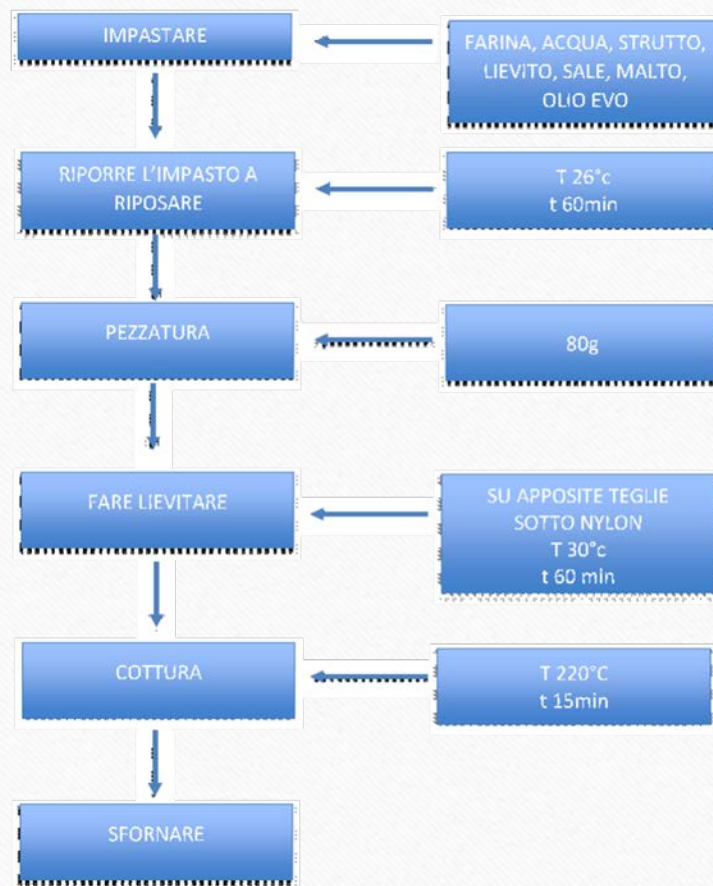 IMPASTARE
FARINA, ACQUA, STRUTTO,
LIEVITO, SALE, MALTO,
OLIO EVO
RIPORRE L'IMPASTO A
RIPOSARE
T 26°c
t 60min
PEZZATURA
80g
FARE LIEVITARE
SU APPOSITE TEGLIE
SOTTO NYLON
T 30°c
t 60 min
COTTURA
T 220°C
t 15min
SFORNARE